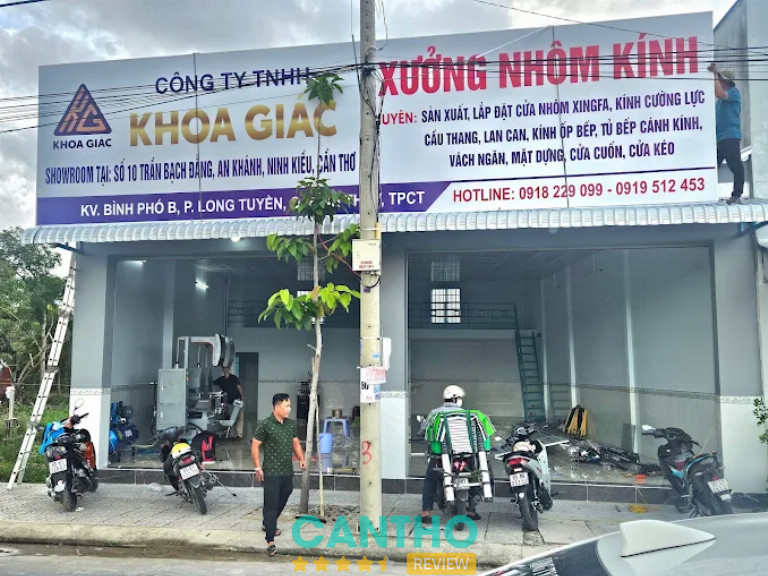 CÔNG TY TNHH
KHOA GIÁC
KHOA GIÁC
SHOWROOM TẠI: SỐ 10 TRẦN BẠCH ĐẰNG, AN KHÁNH, NINH KIỀU, CẦN THƠ
KV. BÌNH PHÓ B, P. LONG TUYỀN, TPCT
XƯỞNG NHÔM KÍNH
SẢN XUẤT, LẮP ĐẶT CỬA NHÔM XINGFA, KÍNH CƯỜNG LỰC
CẦU THANG, LAN CAN, KÍNH ỐP BẾP, TỦ BẾP CÁNH KÍNH,
VÁCH NGĂN, MẶT DỰNG, CỬA CUỐN, CỬA KÉO
HOTLINE: 0918 229 099 - 0919 512 453
3
CANTHO
REVIEW